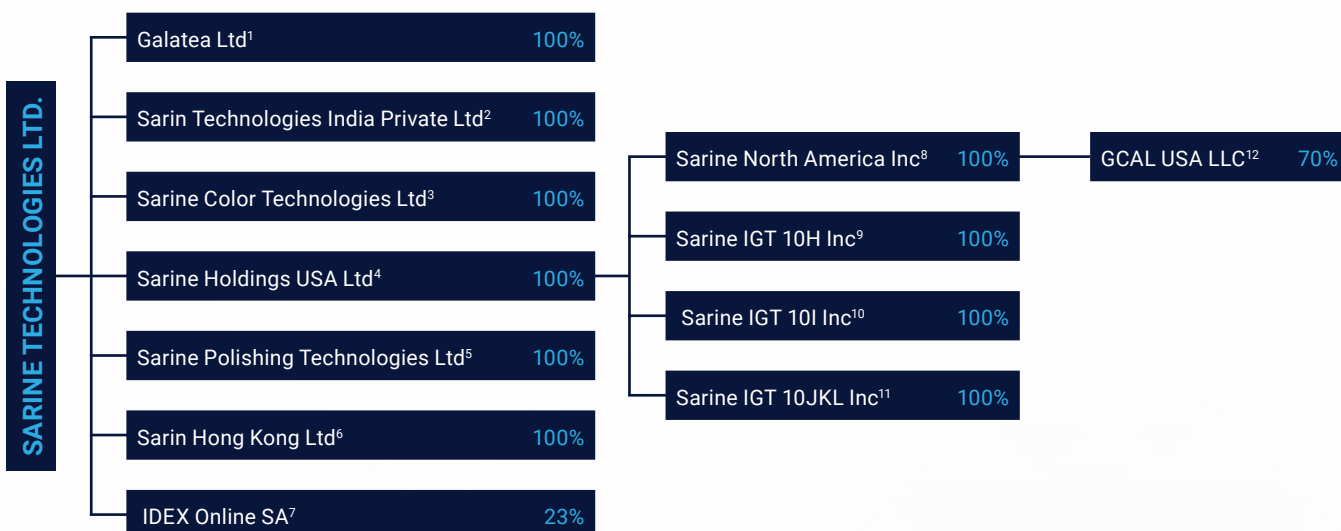 SARINE TECHNOLOGIES LTD.
Galatea Ltd¹ 100%
Sarin Technologies India Private Ltd² 100%
Sarine Color Technologies Ltd³ 100%
Sarine Holdings USA Ltd⁴ 100%
Sarine Polishing Technologies Ltd⁵ 100%
Sarin Hong Kong Ltd⁶ 100%
IDEX Online SA⁷ 23%
Sarine North America Inc⁸ 100%
Sarine IGT 10H Inc⁹ 100%
Sarine IGT 10I Inc¹⁰ 100%
Sarine IGT 10JKL Inc¹¹ 100%
GCAL USA LLC¹² 70%